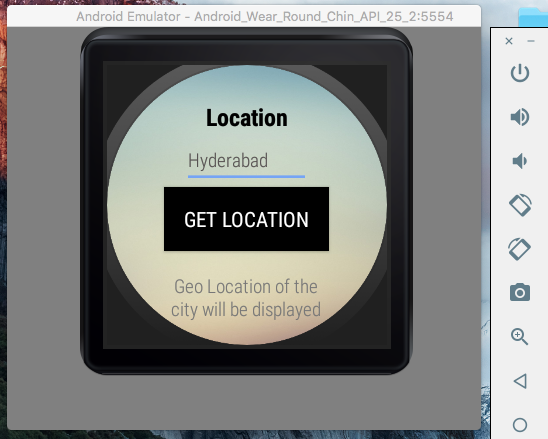 Android Emulator - Android_Wear_Round_Chin_API_25_2:5554
Location
Hyderabad
GET LOCATION
Geo Location of the
city will be displayed